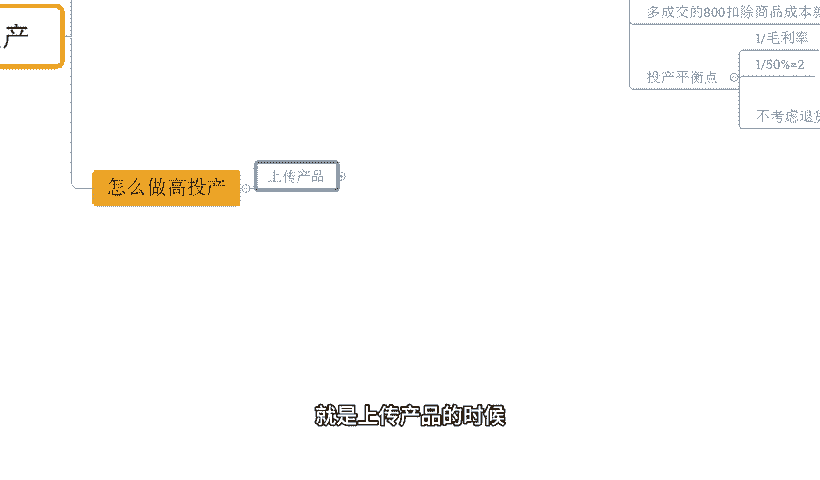 产
多成交的800扣除商品成本
1/毛利率
1/50%=2
投产平衡点
不考虑退
怎么做高投产
上传产品
就是上传产品的时候